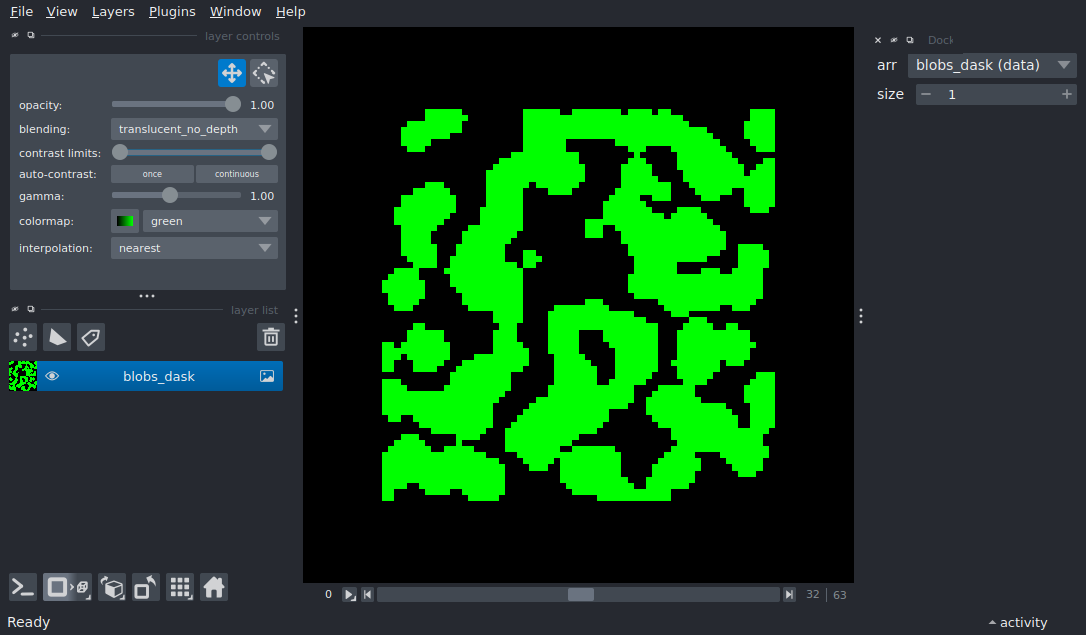 File View Layers Plugins Window Help
layer controls
opacity: 1.00
blending: translucent_no_depth
contrast limits:
auto-contrast: once continuous
gamma: 1.00
colormap: green
interpolation: nearest
layer list
blobs_dask
0 32 63
Ready
activity
Dock
arr blobs_dask (data)
size 1